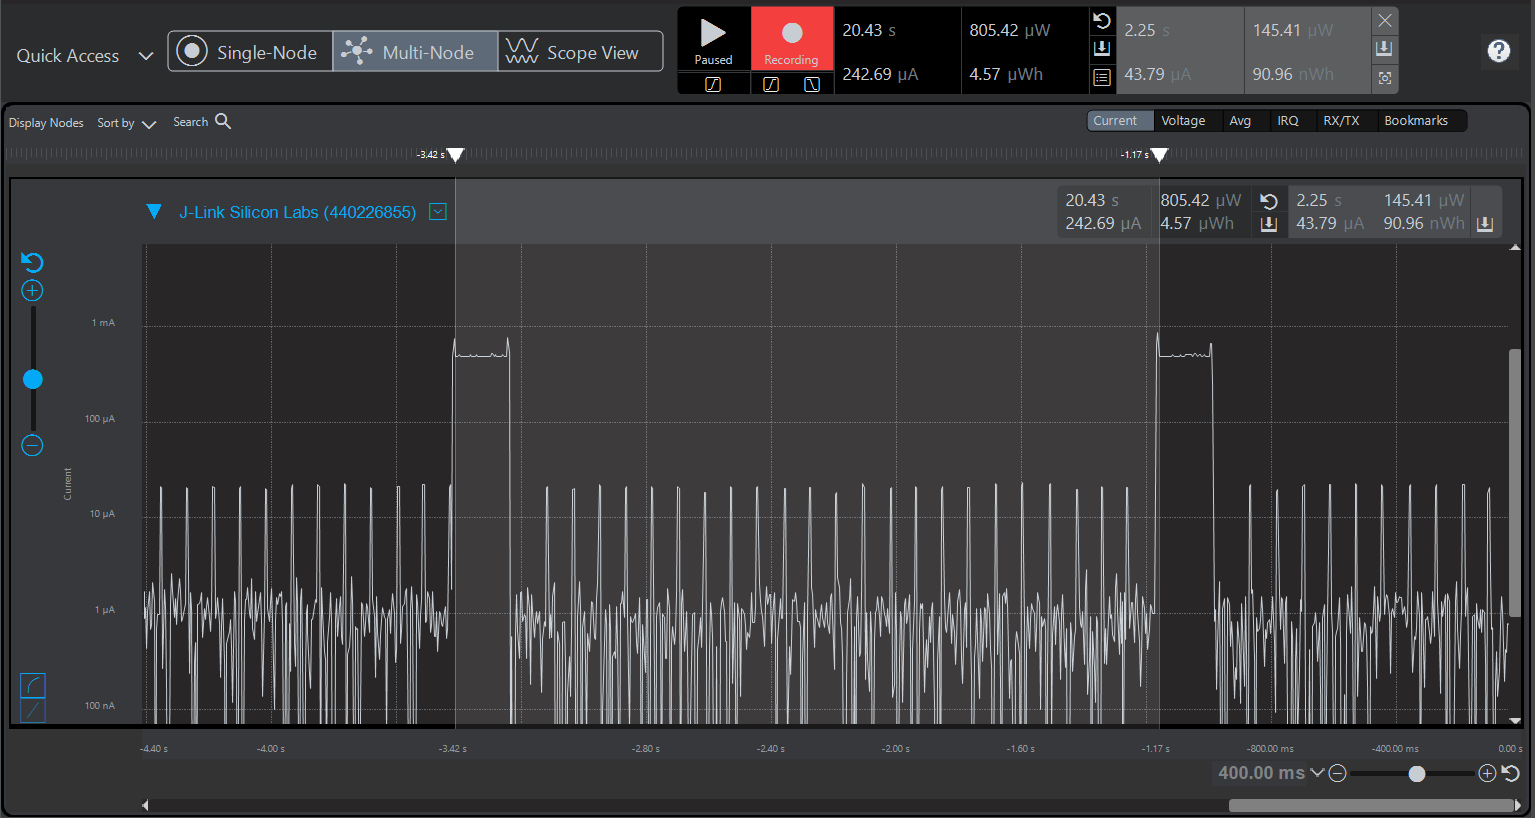 Quick Access
Single-Node
Multi-Node
Scope View
Paused
Recording
20.43 s
805.42 µW
242.69 µA
4.57 µWh
2.25 s
145.41 µW
43.79 µA
90.96 nWh
?
Display Nodes Sort by Search
Current Voltage Avg IRQ RX/TX Bookmarks
-3.42 s -1.17 s
J-Link Silicon Labs (440226855)
20.43 s 805.42 µW 2.25 s 145.41 µW
242.69 µA 4.57 µWh 43.79 µA 90.96 nWh
1 mA
100 µA
Current
10 µA
1 µA
100 nA
-4.40 s -4.00 s -3.42 s -2.80 s -2.40 s -2.00 s -1.60 s -1.17 s -800.00 ms -400.00 ms 0.00 s
400.00 ms